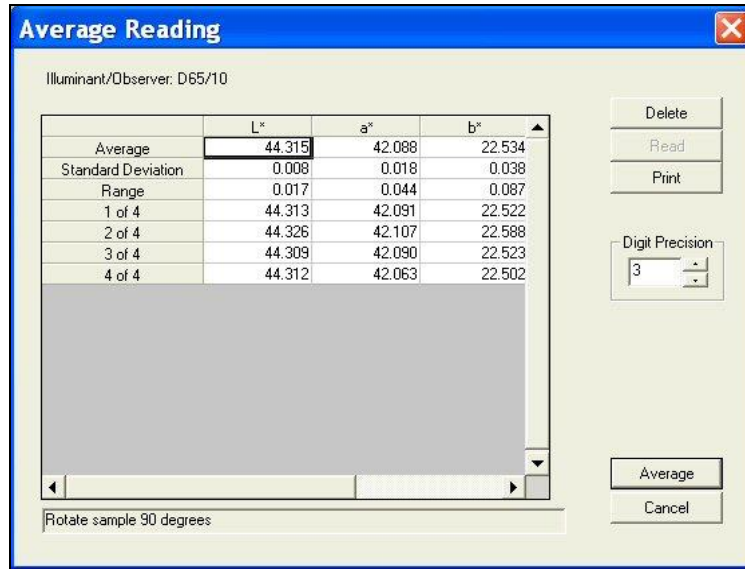 Average Reading
Illuminant/Observer: D65/10
L* a* b*
Average 44.315 42.088 22.534
Standard Deviation 0.008 0.018 0.038
Range 0.017 0.044 0.087
1 of 4 44.313 42.091 22.522
2 of 4 44.326 42.107 22.588
3 of 4 44.309 42.090 22.523
4 of 4 44.312 42.063 22.502
Rotate sample 90 degrees
Delete
Read
Print
Digit Precision
3
Average
Cancel